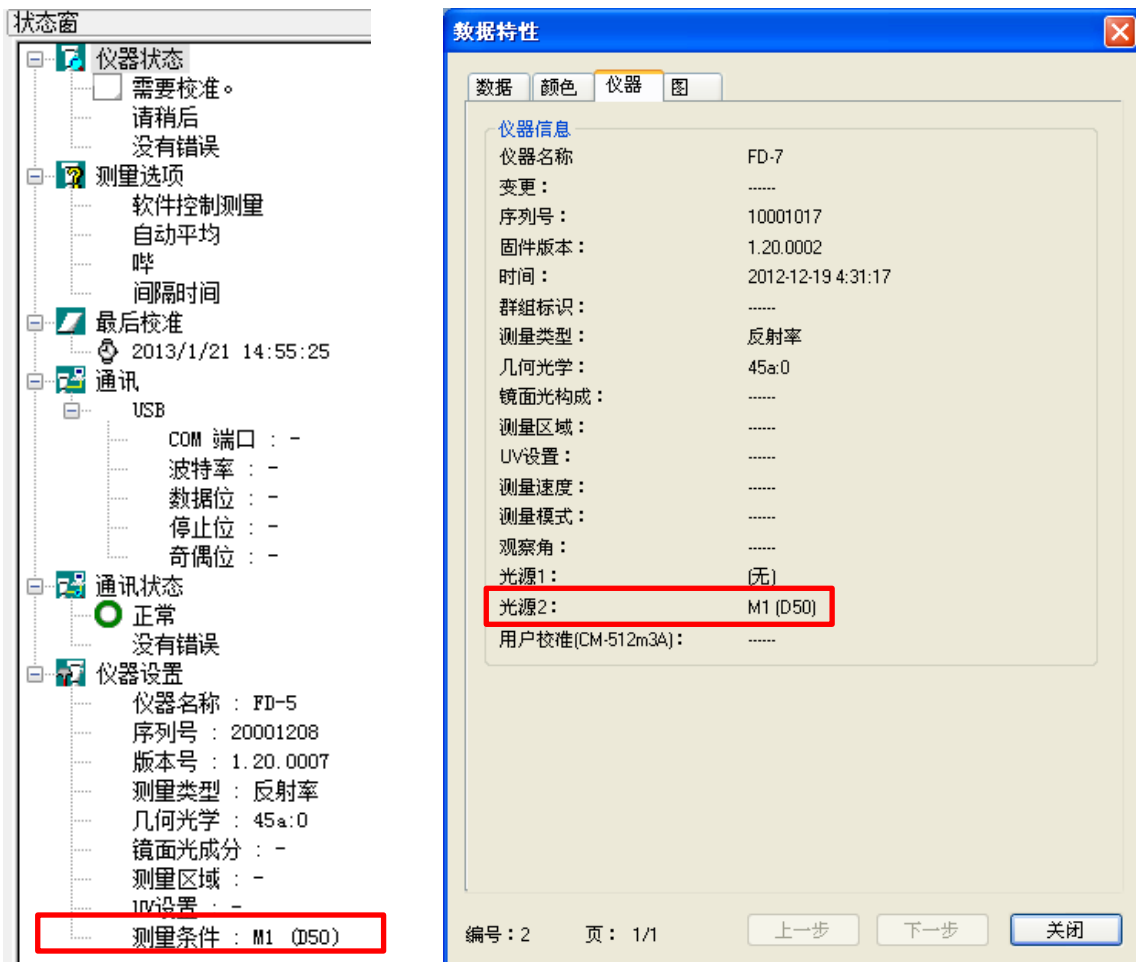 状态窗
仪器状态
需要校准。
请稍后
没有错误
测量选项
软件控制测量
自动平均
哔
间隔时间
最后校准
2013/1/21 14:55:25
通讯
USB
COM 端口 : -
波特率 : -
数据位 : -
停止位 : -
奇偶位 : -
通讯状态
正常
没有错误
仪器设置
仪器名称 : FD-5
序列号 : 20001208
版本号 : 1.20.0007
测量类型 : 反射率
几何光学 : 45a:0
镜面光成分 : -
测量区域 : -
UV设置 : -
测量条件 : M1 (D50)
数据特性
数据 颜色 仪器 图
仪器信息
仪器名称 FD-7
变更： ------
序列号： 10001017
固件版本： 1.20.0002
时间： 2012-12-19 4:31:17
群组标识： ------
测量类型： 反射率
几何光学： 45a:0
镜面光构成： ------
测量区域： ------
UV设置： ------
测量速度： ------
测量模式： ------
观察角： ------
光源1： (无)
光源2： M1 (D50)
用户校准(CM-512m3A)： ------
编号：2 页： 1/1 上一步 下一步 关闭